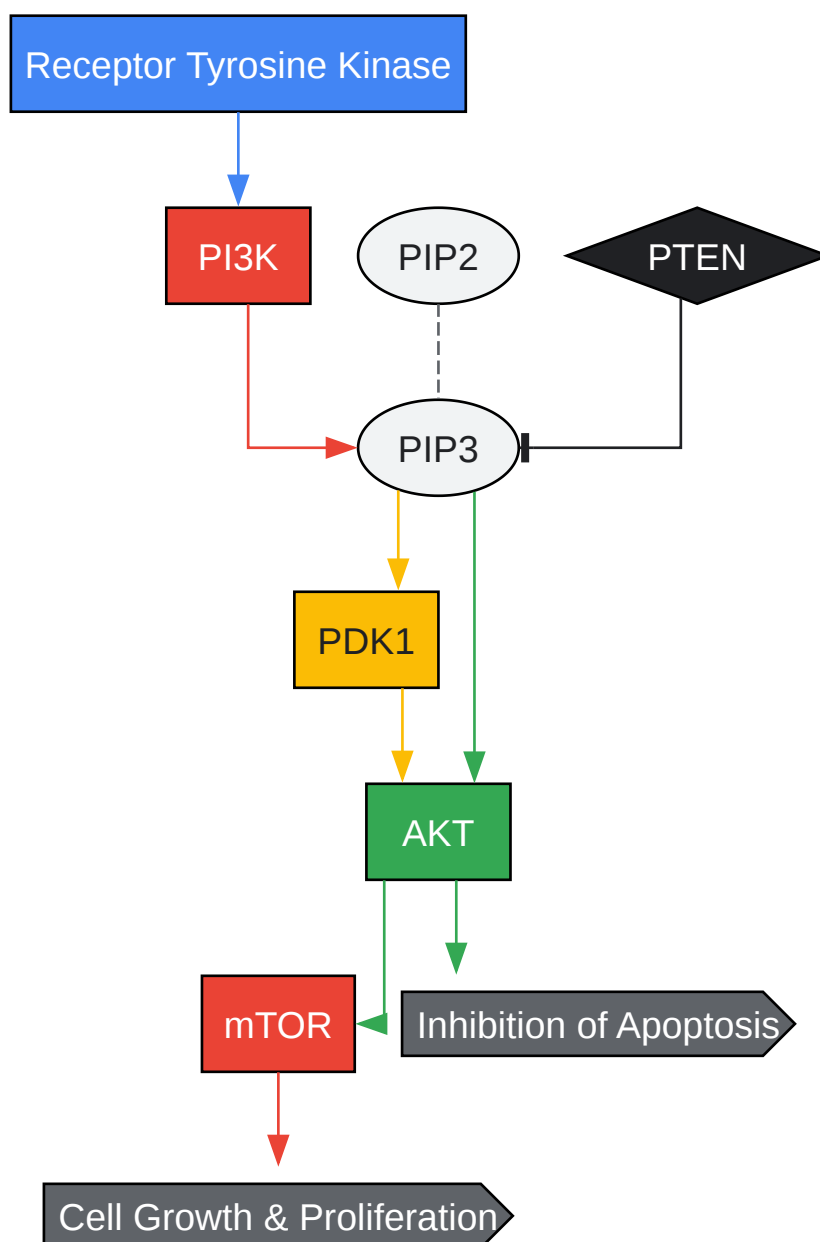 Receptor Tyrosine Kinase
PI3K
PIP2
PTEN
PIP3
PDK1
AKT
mTOR
Inhibition of Apoptosis
Cell Growth & Proliferation